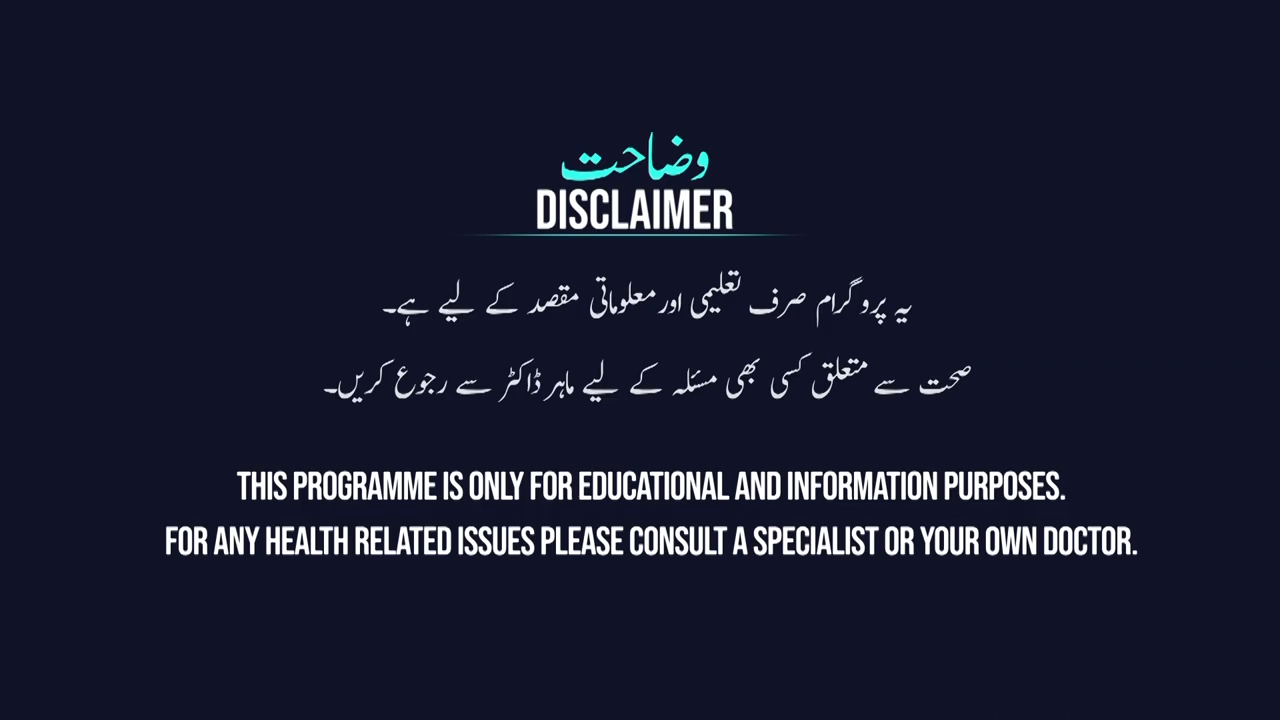 وضاحت
DISCLAIMER
یہ پروگرام صرف تعلیمی اور معلوماتی مقصد کے لیے ہے۔
صحت سے متعلق کسی بھی مسئلہ کے لیے ماہر ڈاکٹر سے رجوع کریں۔
THIS PROGRAMME IS ONLY FOR EDUCATIONAL AND INFORMATION PURPOSES.
FOR ANY HEALTH RELATED ISSUES PLEASE CONSULT A SPECIALIST OR YOUR OWN DOCTOR.